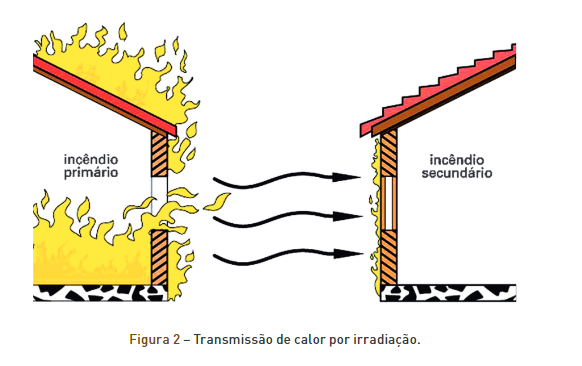 incêndio
primário
incêndio
secundário
Figura 2 – Transmissão de calor por irradiação.